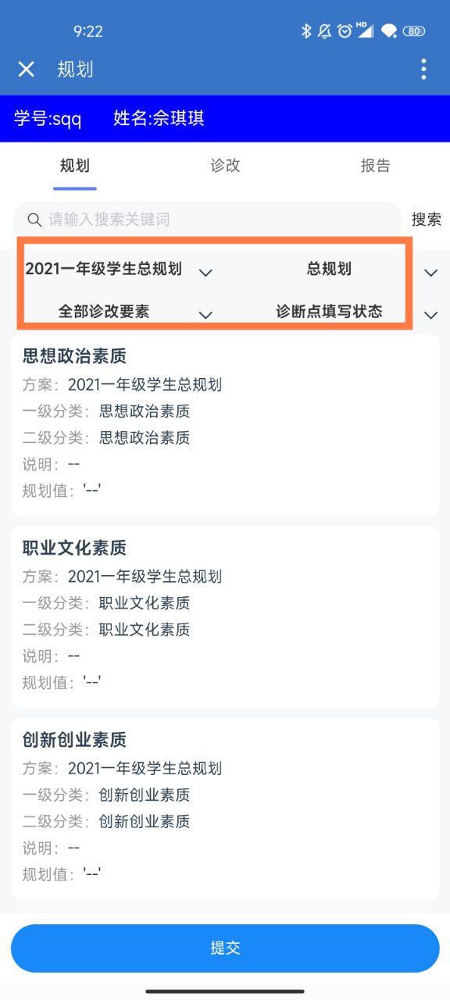 9:22
HD
80
规划
学号:sqq 姓名:佘琪琪
规划 诊改 报告
请输入搜索关键词 搜索
2021一年级学生总规划 总规划
全部诊改要素 诊断点填写状态
思想政治素质
方案：2021一年级学生总规划
一级分类：思想政治素质
二级分类：思想政治素质
说明：--
规划值：'--'
职业文化素质
方案：2021一年级学生总规划
一级分类：职业文化素质
二级分类：职业文化素质
说明：--
规划值：'--'
创新创业素质
方案：2021一年级学生总规划
一级分类：创新创业素质
二级分类：创新创业素质
说明：--
规划值：'--'
提交